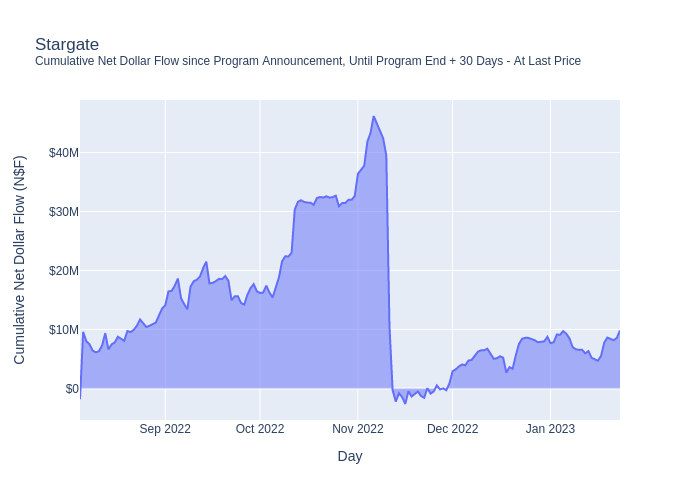 Stargate
Cumulative Net Dollar Flow since Program Announcement, Until Program End + 30 Days - At Last Price
Cumulative Net Dollar Flow (N$F)
$40M
$30M
$20M
$10M
$0
Sep 2022
Oct 2022
Nov 2022
Dec 2022
Jan 2023
Day